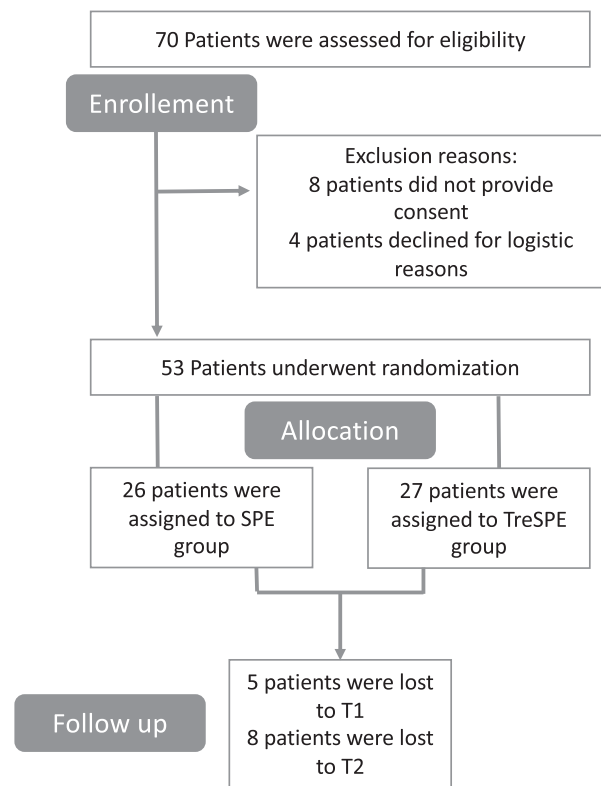 70 Patients were assessed for eligibility
Enrollement
Exclusion reasons:
8 patients did not provide
consent
4 patients declined for logistic
reasons
53 Patients underwent randomization
Allocation
26 patients were
assigned to SPE
group
27 patients were
assigned to TreSPE
group
5 patients were lost
to T1
8 patients were lost
to T2
Follow up